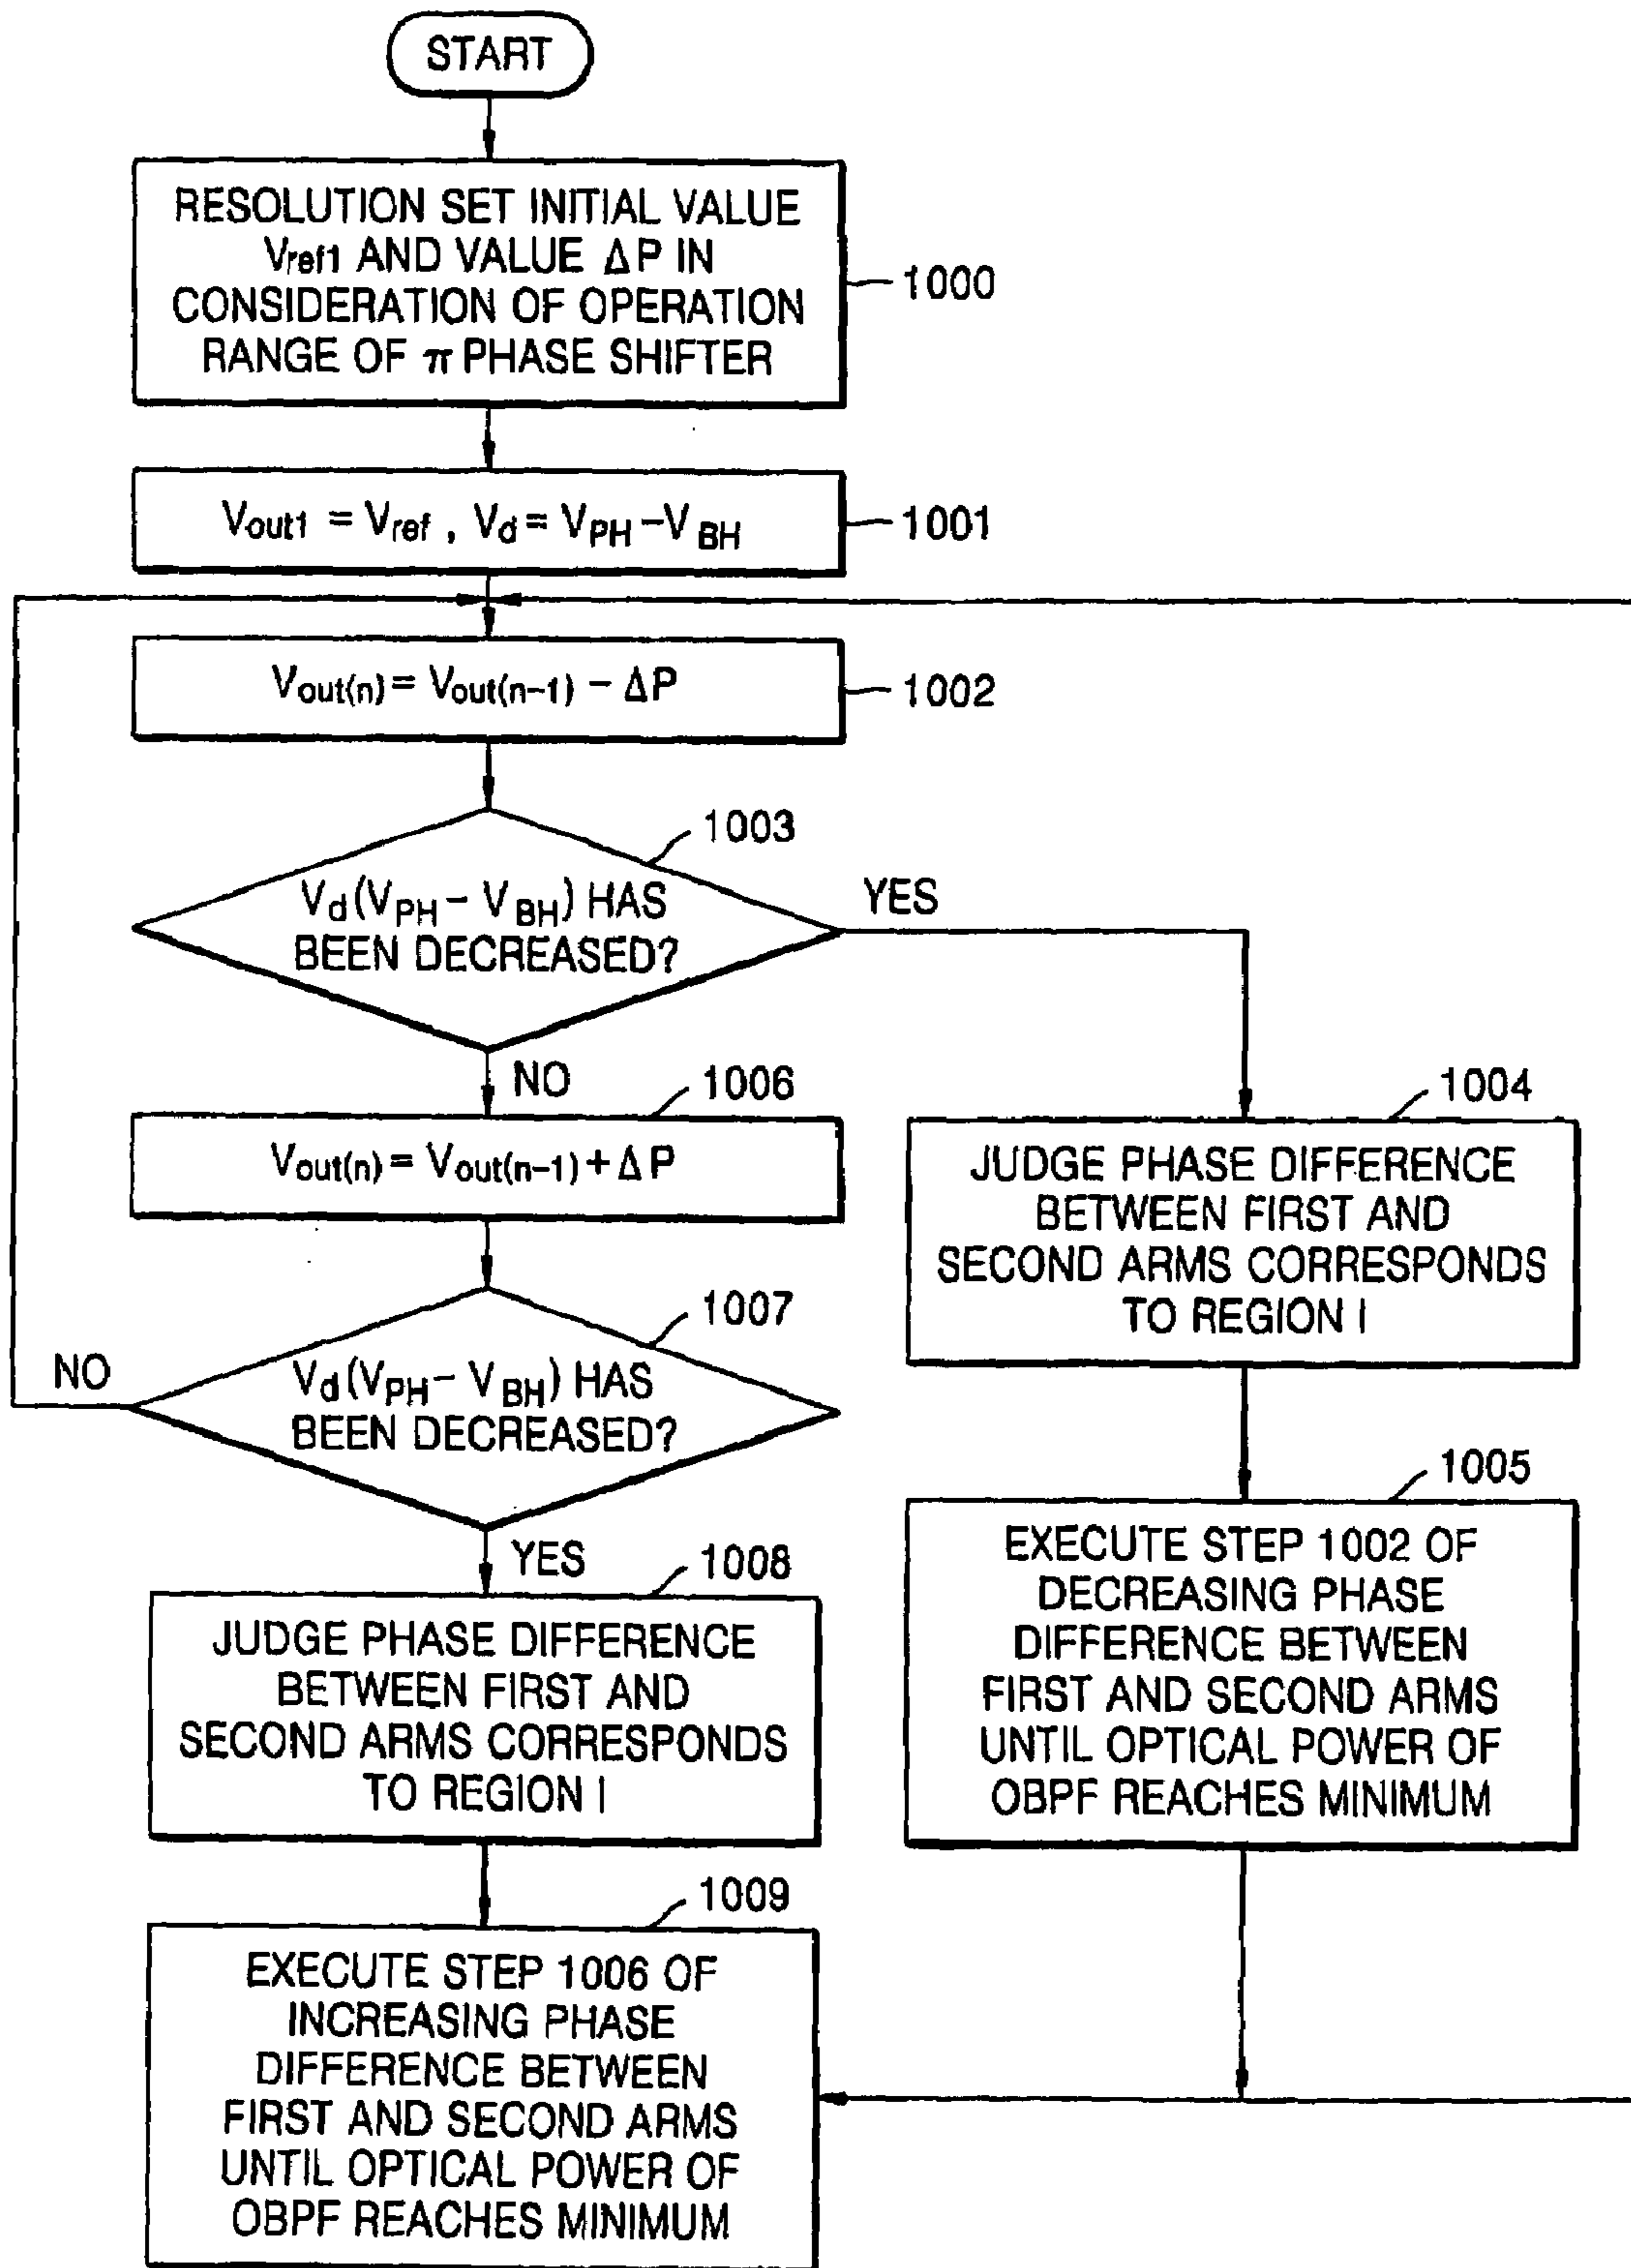 START
RESOLUTION SET INITIAL VALUE
Vref1 AND VALUE ΔP IN
CONSIDERATION OF OPERATION
RANGE OF π PHASE SHIFTER
1000
Vout1 = Vref , Vd = VPH - VBH
1001
Vout(n) = Vout(n-1) - ΔP
1002
1003
Vd (VPH - VBH) HAS
BEEN DECREASED?
YES
NO
1006
Vout(n) = Vout(n-1) + ΔP
1004
JUDGE PHASE DIFFERENCE
BETWEEN FIRST AND
SECOND ARMS CORRESPONDS
TO REGION I
1007
Vd (VPH - VBH) HAS
BEEN DECREASED?
NO
YES
1005
EXECUTE STEP 1002 OF
DECREASING PHASE
DIFFERENCE BETWEEN
FIRST AND SECOND ARMS
UNTIL OPTICAL POWER OF
OBPF REACHES MINIMUM
1008
JUDGE PHASE DIFFERENCE
BETWEEN FIRST AND
SECOND ARMS CORRESPONDS
TO REGION I
1009
EXECUTE STEP 1006 OF
INCREASING PHASE
DIFFERENCE BETWEEN
FIRST AND SECOND ARMS
UNTIL OPTICAL POWER OF
OBPF REACHES MINIMUM